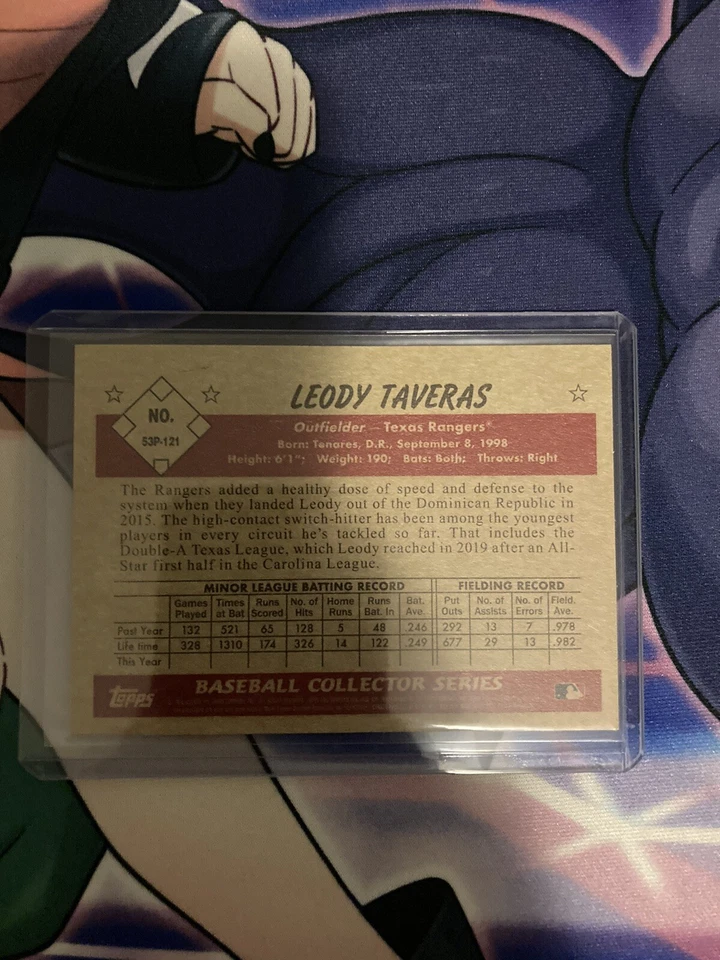 LEODY TAVERAS
NO.
53P-121
Outfielder — Texas Rangers®
Born: Tenares, D.R., September 8, 1998
Height: 6'1"; Weight: 190; Bats: Both; Throws: Right
The Rangers added a healthy dose of speed and defense to the
system when they landed Leody out of the Dominican Republic in
2015. The high-contact switch-hitter has been among the youngest
players in every circuit he's tackled so far. That includes the
Double-A Texas League, which Leody reached in 2019 after an All-
Star first half in the Carolina League.
MINOR LEAGUE BATTING RECORD FIELDING RECORD
Games Times Runs No. of Home Runs Bat. Put No. of No. of Field.
Played at Bat Scored Hits Runs Bat. In Ave. Outs Assists Errors Ave.
Past Year 132 521 65 128 5 48 .246 292 13 7 .978
Life time 328 1310 174 326 14 122 .249 677 29 13 .982
This Year
topps BASEBALL COLLECTOR SERIES